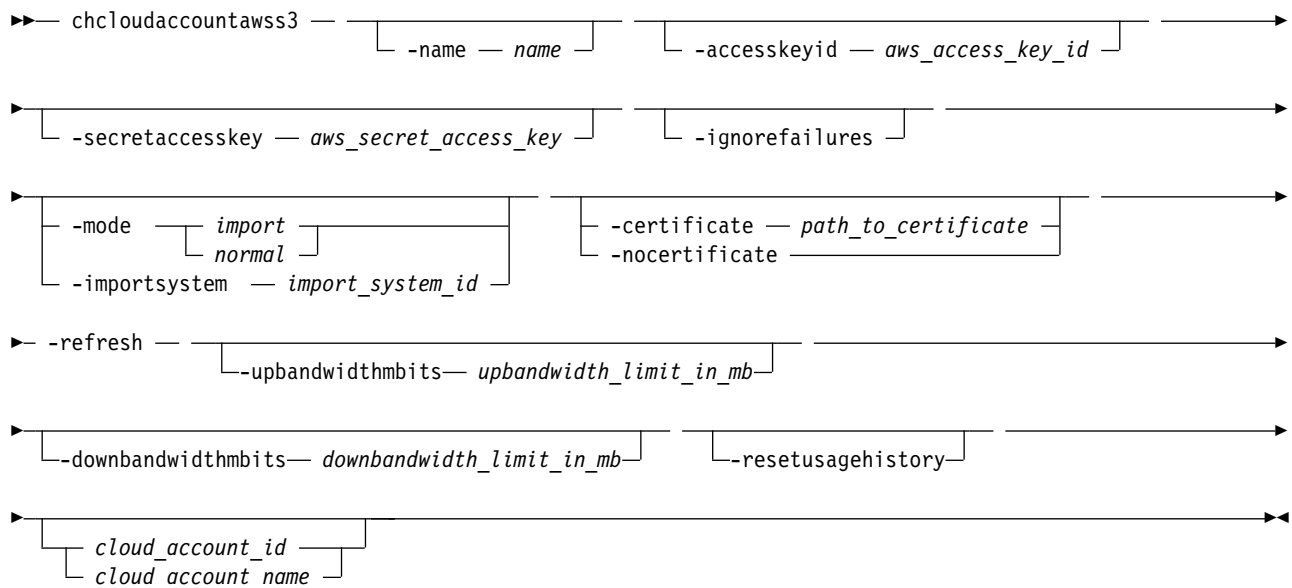 chcloudaccountawss3
-name name
-accesskeyid aws_access_key_id
-secretaccesskey aws_secret_access_key
-ignorefailures
-mode import
normal
-importsystem import_system_id
-certificate path_to_certificate
-nocertificate
-refresh
-upbandwidthmbits upbandwidth_limit_in_mb
-downbandwidthmbits downbandwidth_limit_in_mb
-resetusagehistory
cloud_account_id
cloud_account_name